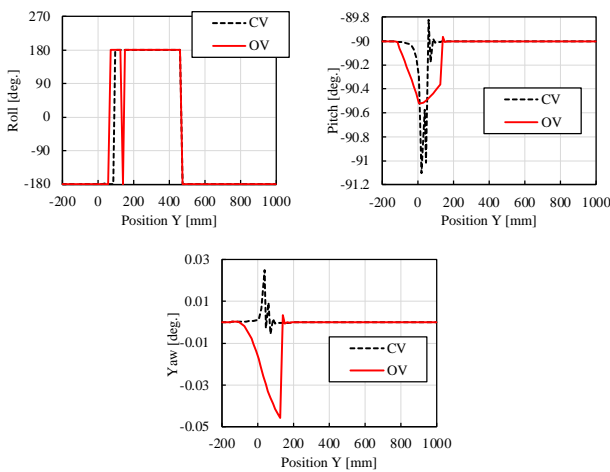 270
180
90
0
-90
-180
Roll [deg.]
CV
OV
-200 0 200 400 600 800 1000
Position Y [mm]
-89.8
-90
-90.2
-90.4
-90.6
-90.8
-91
-91.2
Pitch [deg.]
CV
OV
-200 0 200 400 600 800 1000
Position Y [mm]
0.03
0.01
-0.01
-0.03
-0.05
Yaw [deg.]
CV
OV
-200 0 200 400 600 800 1000
Position Y [mm]